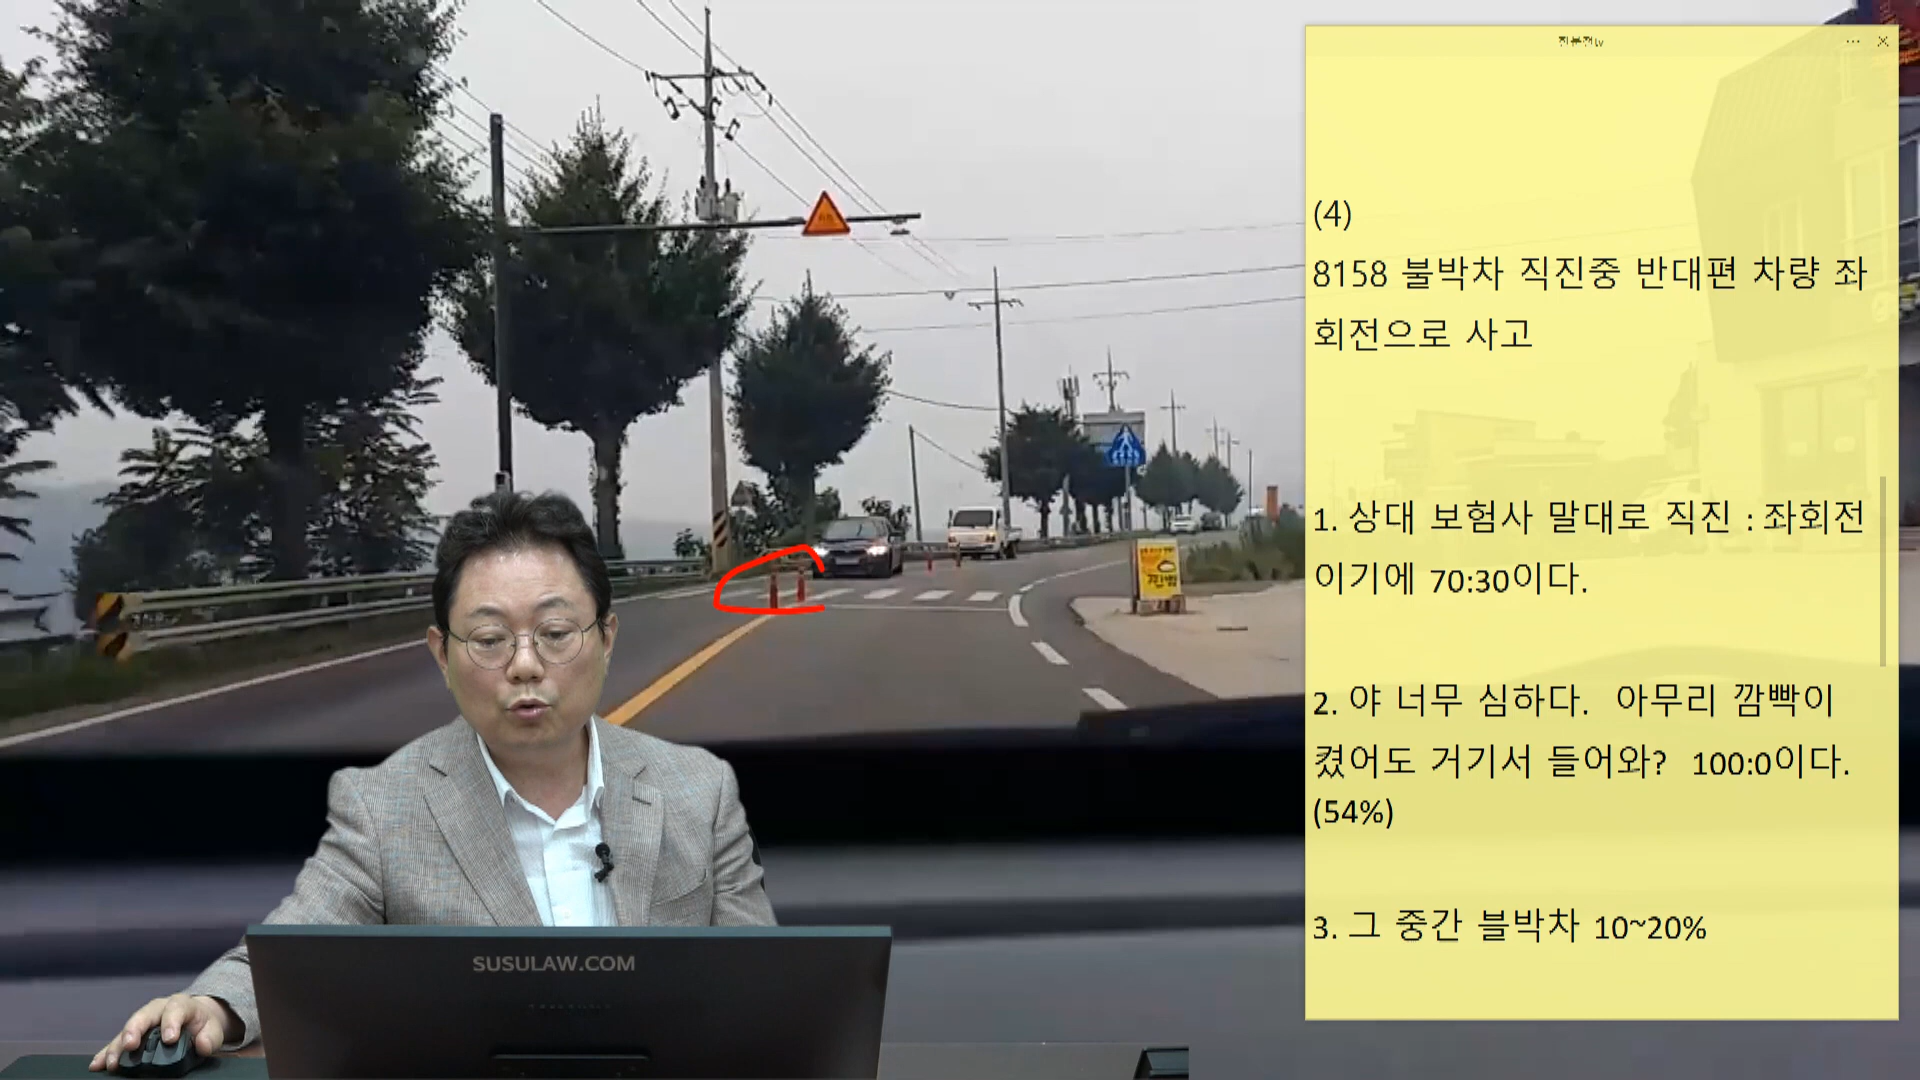 (4)
8158 불박차 직진중 반대편 차량 좌
회전으로 사고
1. 상대 보험사 말대로 직진 : 좌회전
이기에 70:30이다.
2. 야 너무 심하다. 아무리 깜빡이
켰어도 거기서 들어와? 100:0이다.
(54%)
3. 그 중간 블박차 10~20%
SUSULAW.COM